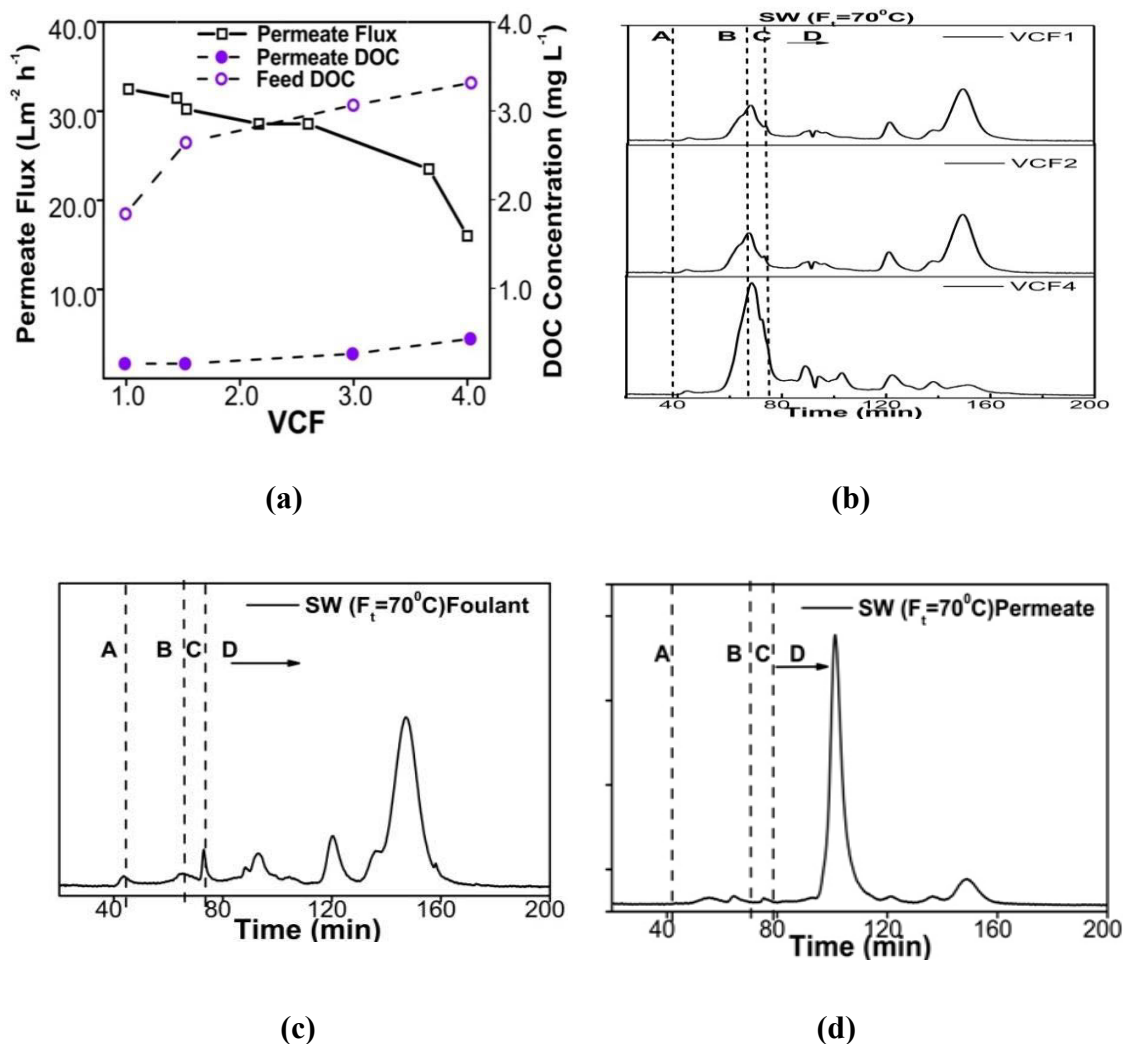 40.0
30.0
20.0
10.0
Permeate Flux (Lm⁻² h⁻¹)
Permeate Flux
Permeate DOC
Feed DOC
4.0
3.0
2.0
1.0
DOC Concentration (mg L⁻¹)
1.0 2.0 3.0 4.0
VCF
(a)
SW (Fₜ=70⁰C)
A B C D
VCF1
VCF2
VCF4
40 80 120 160 200
Time (min)
(b)
SW (Fₜ=70⁰C)Foulant
A B C D
40 80 120 160 200
Time (min)
(c)
SW (Fₜ=70⁰C)Permeate
A B C D
40 80 120 160 200
Time (min)
(d)